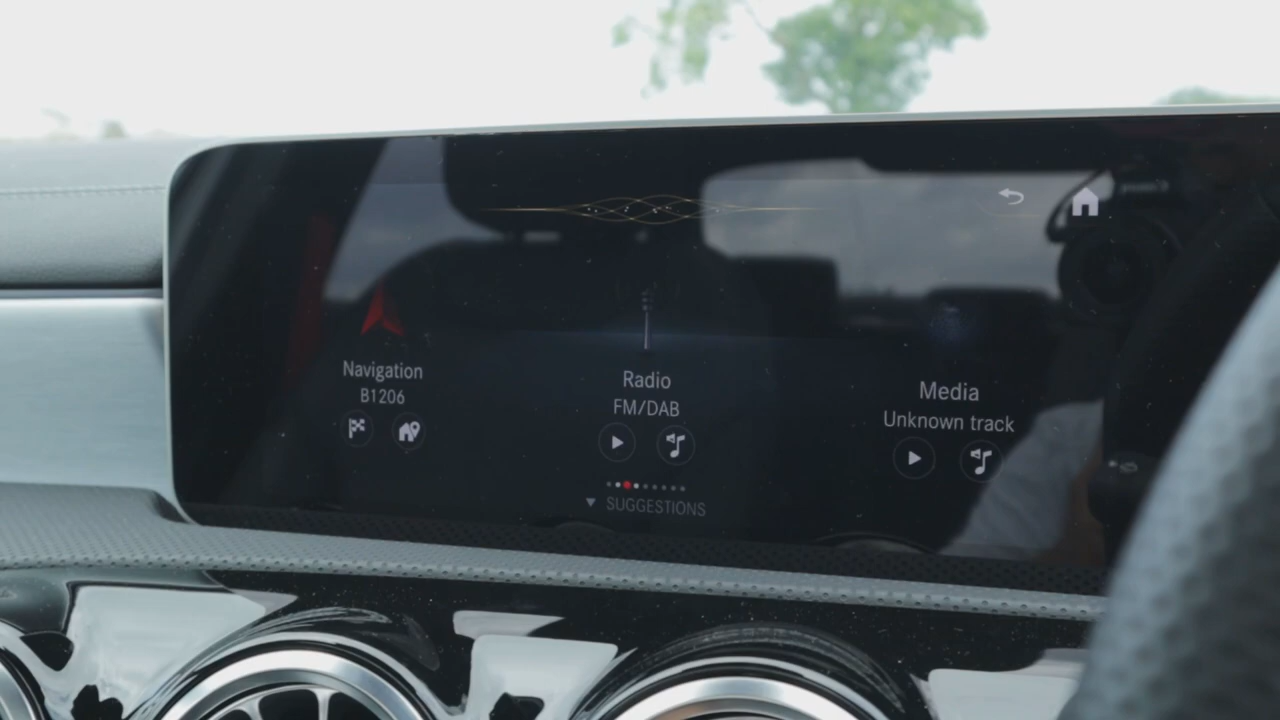 Navigation
B1206
Radio
FM/DAB
Media
Unknown track
SUGGESTIONS